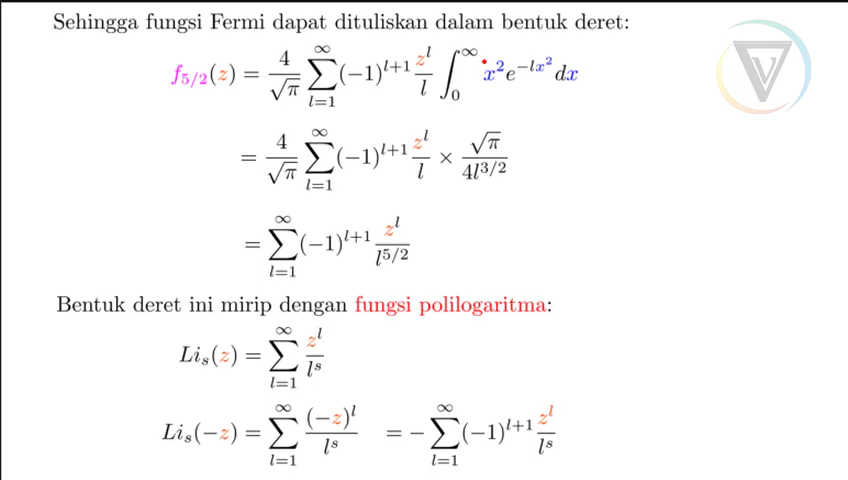 Sehingga fungsi Fermi dapat dituliskan dalam bentuk deret:
f_{5/2}(z) = \frac{4}{\sqrt{\pi}} \sum_{l=1}^{\infty} (-1)^{l+1} \frac{z^l}{l} \int_0^{\infty} x^2 e^{-lx^2} dx
= \frac{4}{\sqrt{\pi}} \sum_{l=1}^{\infty} (-1)^{l+1} \frac{z^l}{l} \times \frac{\sqrt{\pi}}{4l^{3/2}}
= \sum_{l=1}^{\infty} (-1)^{l+1} \frac{z^l}{l^{5/2}}
Bentuk deret ini mirip dengan fungsi polilogaritma:
Li_s(z) = \sum_{l=1}^{\infty} \frac{z^l}{l^s}
Li_s(-z) = \sum_{l=1}^{\infty} \frac{(-z)^l}{l^s} = - \sum_{l=1}^{\infty} (-1)^{l+1} \frac{z^l}{l^s}